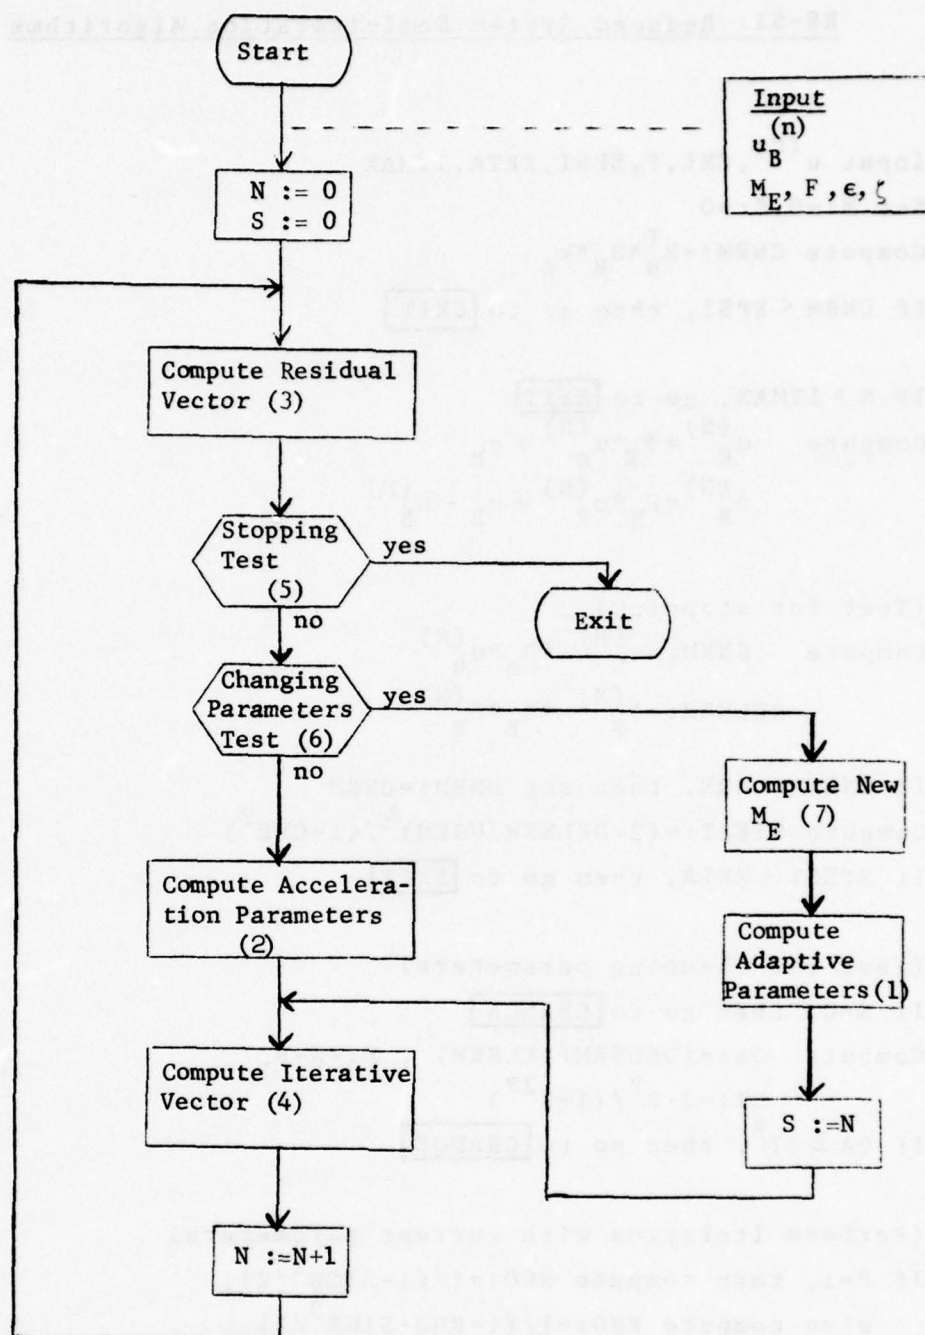 Start
Input
(n)
u_B
M_E, F, ϵ, ζ
N := 0
S := 0
Compute Residual
Vector (3)
Stopping
Test
(5)
yes
no
Exit
Changing
Parameters
Test (6)
yes
no
Compute New
M_E (7)
Compute Accelera-
tion Parameters
(2)
Compute
Adaptive
Parameters(1)
Compute Iterative
Vector (4)
S :=N
N :=N+1